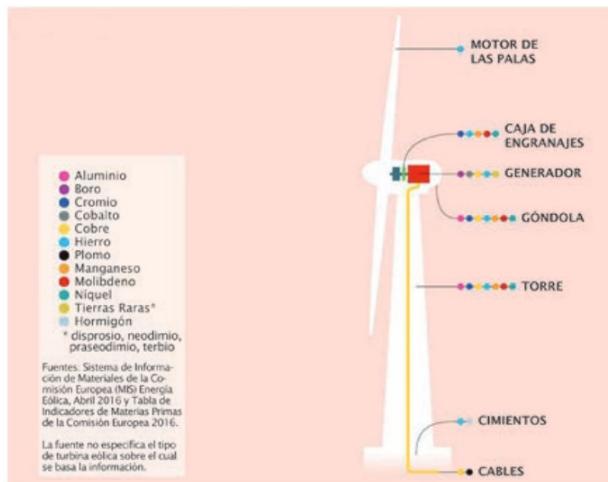 MOTOR DE
LAS PALAS
CAJA DE
ENGRANAJES
GENERADOR
GÓNDOLA
TORRE
CIMIENTOS
CABLES
Aluminio
Boro
Cromio
Cobalto
Cobre
Hierro
Plomo
Manganeso
Molibdeno
Níquel
Tierras Raras*
Hormigón
* disprosio, neodimio,
praseodimio, terbio
Fuentes: Sistema de Informa-
ción de Materiales de la Co-
misión Europea (MIS) Energía
Eólica, Abril 2016 y Tabla de
Indicadores de Materias Primas
de la Comisión Europea 2016.
La fuente no especifica el tipo
de turbina eólica sobre el cual
se basa la información.